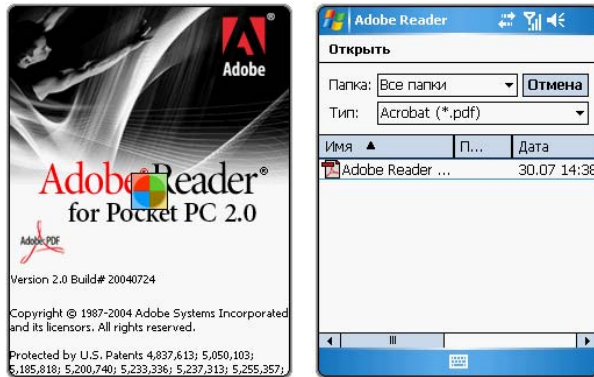 Adobe
Adobe Reader®
for Pocket PC 2.0
Adobe PDF
Version 2.0 Build# 20040724
Copyright © 1987-2004 Adobe Systems Incorporated
and its licensors. All rights reserved.
Protected by U.S. Patents 4,837,613; 5,050,103;
5,185,818; 5,200,740; 5,233,336; 5,237,313; 5,255,357;
Adobe Reader
Открыть
Папка: Все папки Отмена
Тип: Acrobat (*.pdf)
Имя ▲ П... Дата
Adobe Reader ... 30.07 14:38